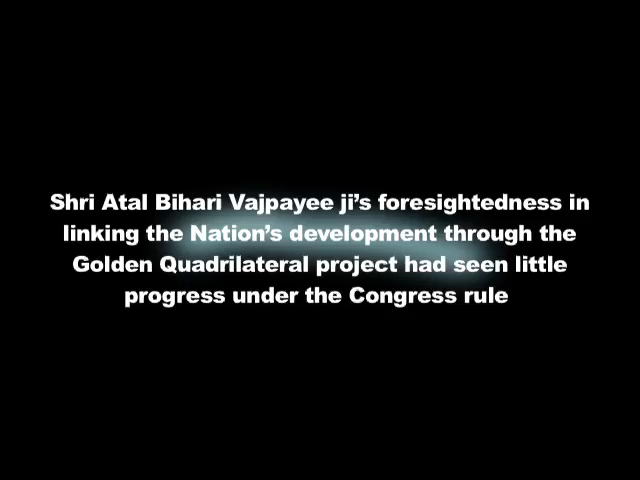 Shri Atal Bihari Vajpayee ji's foresightedness in
linking the Nation's development through the
Golden Quadrilateral project had seen little
progress under the Congress rule